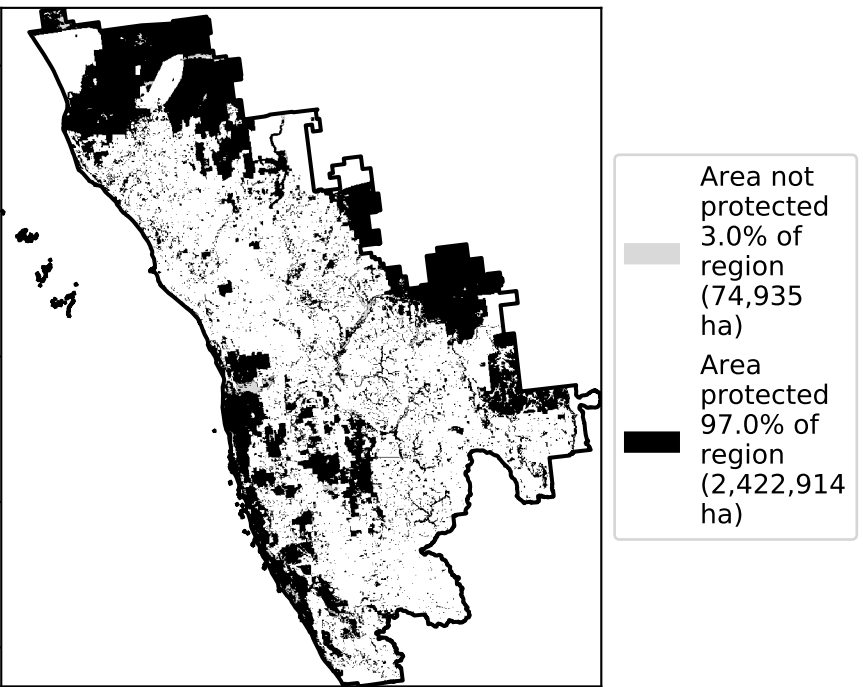 Area not
protected
3.0% of
region
(74,935
ha)
Area
protected
97.0% of
region
(2,422,914
ha)